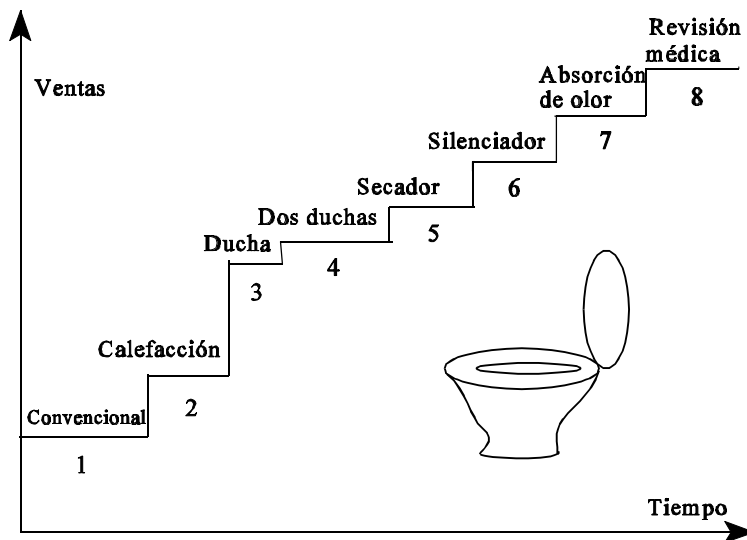 Revisión
médica
8
Ventas
Absorción
de olor
7
Silenciador
6
Secador
5
Dos duchas
4
Ducha
3
Calefacción
2
Convencional
1
Tiempo